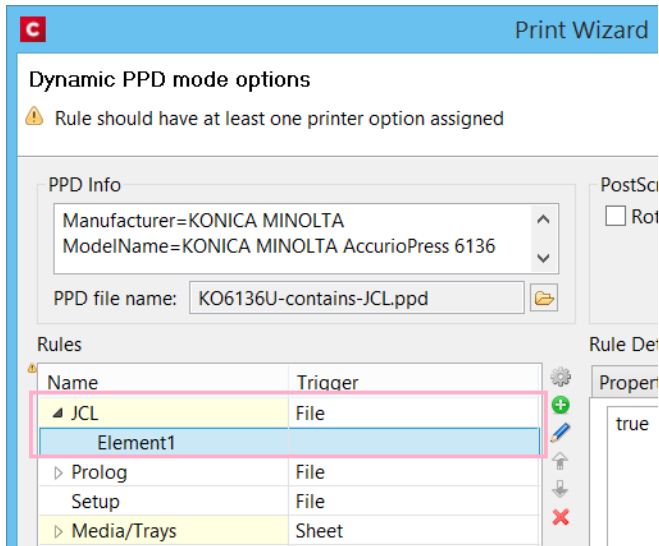 C
Print Wizard
Dynamic PPD mode options
Rule should have at least one printer option assigned
PPD Info
Manufacturer=KONICA MINOLTA
ModelName=KONICA MINOLTA AccurioPress 6136
PPD file name: KO6136U-contains-JCL.ppd
PostScr
Rot
Rules
Name Trigger
JCL File
Element1
Prolog File
Setup File
Media/Trays Sheet
Rule Det
Propert
true